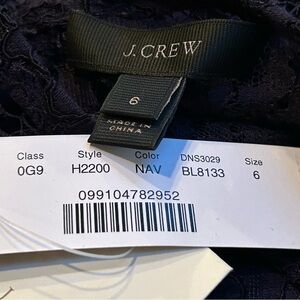 J.CREW
6
MADE IN
CHINA
Class Style Color DNS3029 Size
0G9 H2200 NAV BL8133 6
099104782952